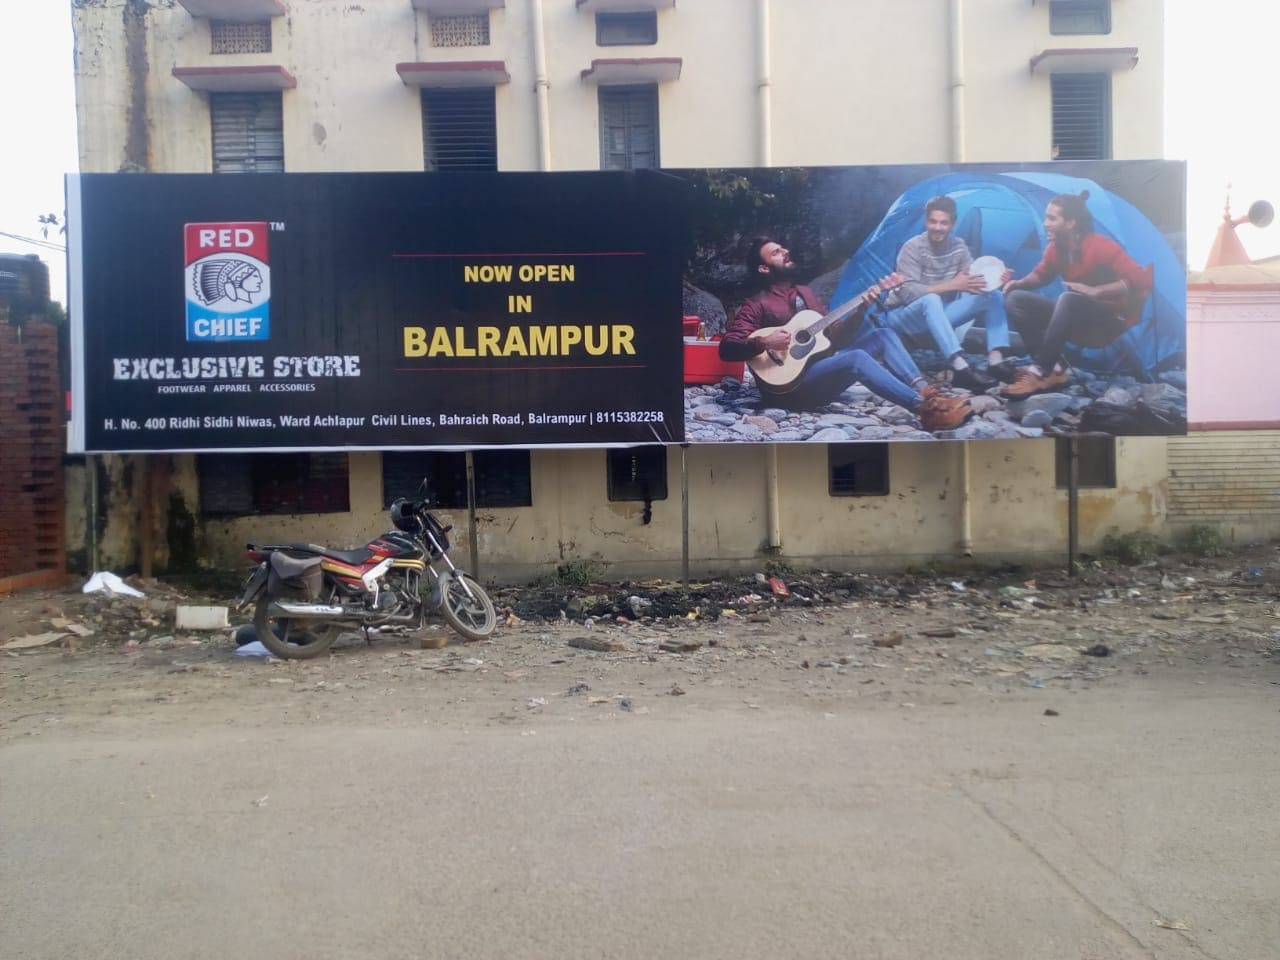 RED
TM
CHIEF
EXCLUSIVE STORE
FOOTWEAR APPAREL ACCESSORIES
NOW OPEN
IN
BALRAMPUR
H. No. 400 Ridhi Sidhi Niwas, Ward Achlapur Civil Lines, Bahraich Road, Balrampur | 8115382258